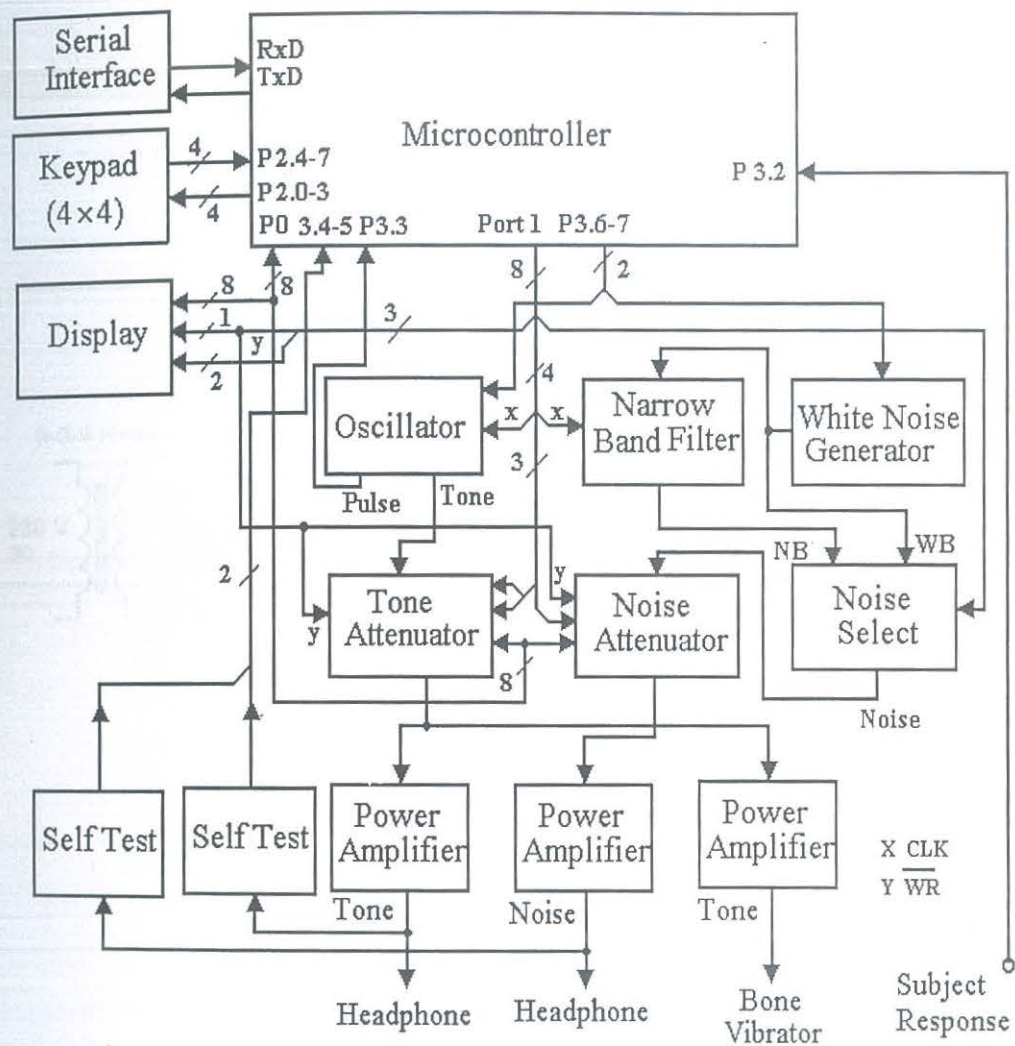 Serial
Interface
RxD
TxD
Microcontroller
Keypad
(4×4)
4
4
P2.4-7
P2.0-3
P0 3.4-5 P3.3 Port 1 P3.6-7
P 3.2
8
8
8
2
Display
1
y
2
3
4
Oscillator
x
x
Narrow
Band Filter
White Noise
Generator
3
Pulse
Tone
NB
WB
2
Tone
Attenuator
y
y
Noise
Attenuator
Noise
Select
8
Noise
Self Test
Self Test
Power
Amplifier
Power
Amplifier
Power
Amplifier
X CLK
Y W̅R̅
Tone
Noise
Tone
Headphone
Headphone
Bone
Vibrator
Subject
Response